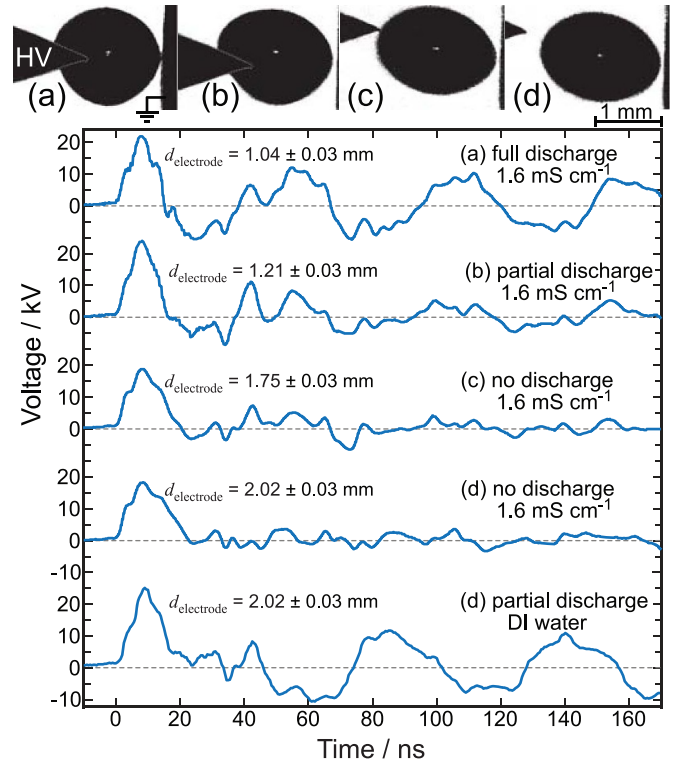 HV
(a) (b) (c) (d)
1 mm
20
10
0
d_electrode = 1.04 ± 0.03 mm
(a) full discharge
1.6 mS cm⁻¹
20
10
0
d_electrode = 1.21 ± 0.03 mm
(b) partial discharge
1.6 mS cm⁻¹
20
10
0
d_electrode = 1.75 ± 0.03 mm
(c) no discharge
1.6 mS cm⁻¹
20
10
0
-10
d_electrode = 2.02 ± 0.03 mm
(d) no discharge
1.6 mS cm⁻¹
20
10
0
-10
d_electrode = 2.02 ± 0.03 mm
(d) partial discharge
DI water
Voltage / kV
0 20 40 60 80 100 120 140 160
Time / ns